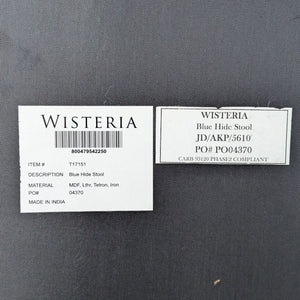 WISTERIA
800479542250
ITEM # T17151
DESCRIPTION Blue Hide Stool
MATERIAL MDF, Lthr, Tetron, Iron
PO# 04370
MADE IN INDIA
WISTERIA
Blue Hide Stool
JD/AKP/5610
PO# PO04370
CARB 93120 PHASE2 COMPLIANT